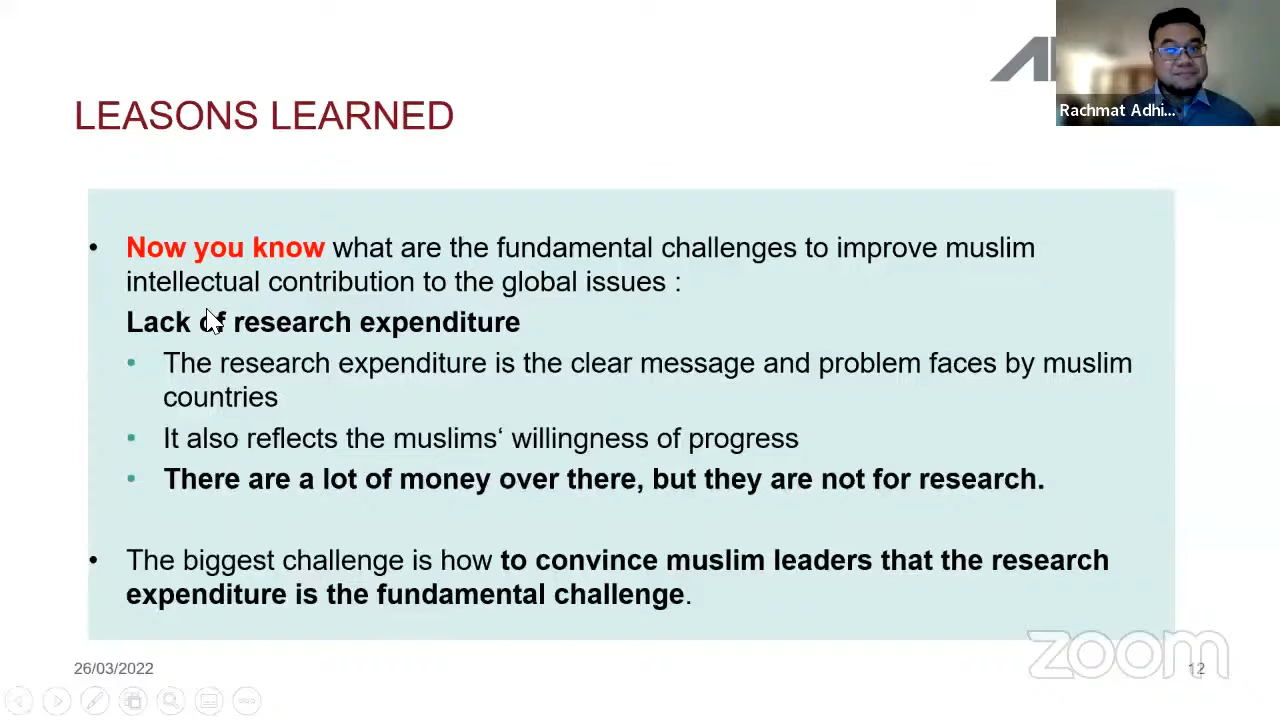 LEASONS LEARNED
Rachmat Adhi...
• Now you know what are the fundamental challenges to improve muslim
intellectual contribution to the global issues :
Lack of research expenditure
• The research expenditure is the clear message and problem faces by muslim
countries
• It also reflects the muslims‘ willingness of progress
• There are a lot of money over there, but they are not for research.
• The biggest challenge is how to convince muslim leaders that the research
expenditure is the fundamental challenge.
zoom
26/03/2022
12